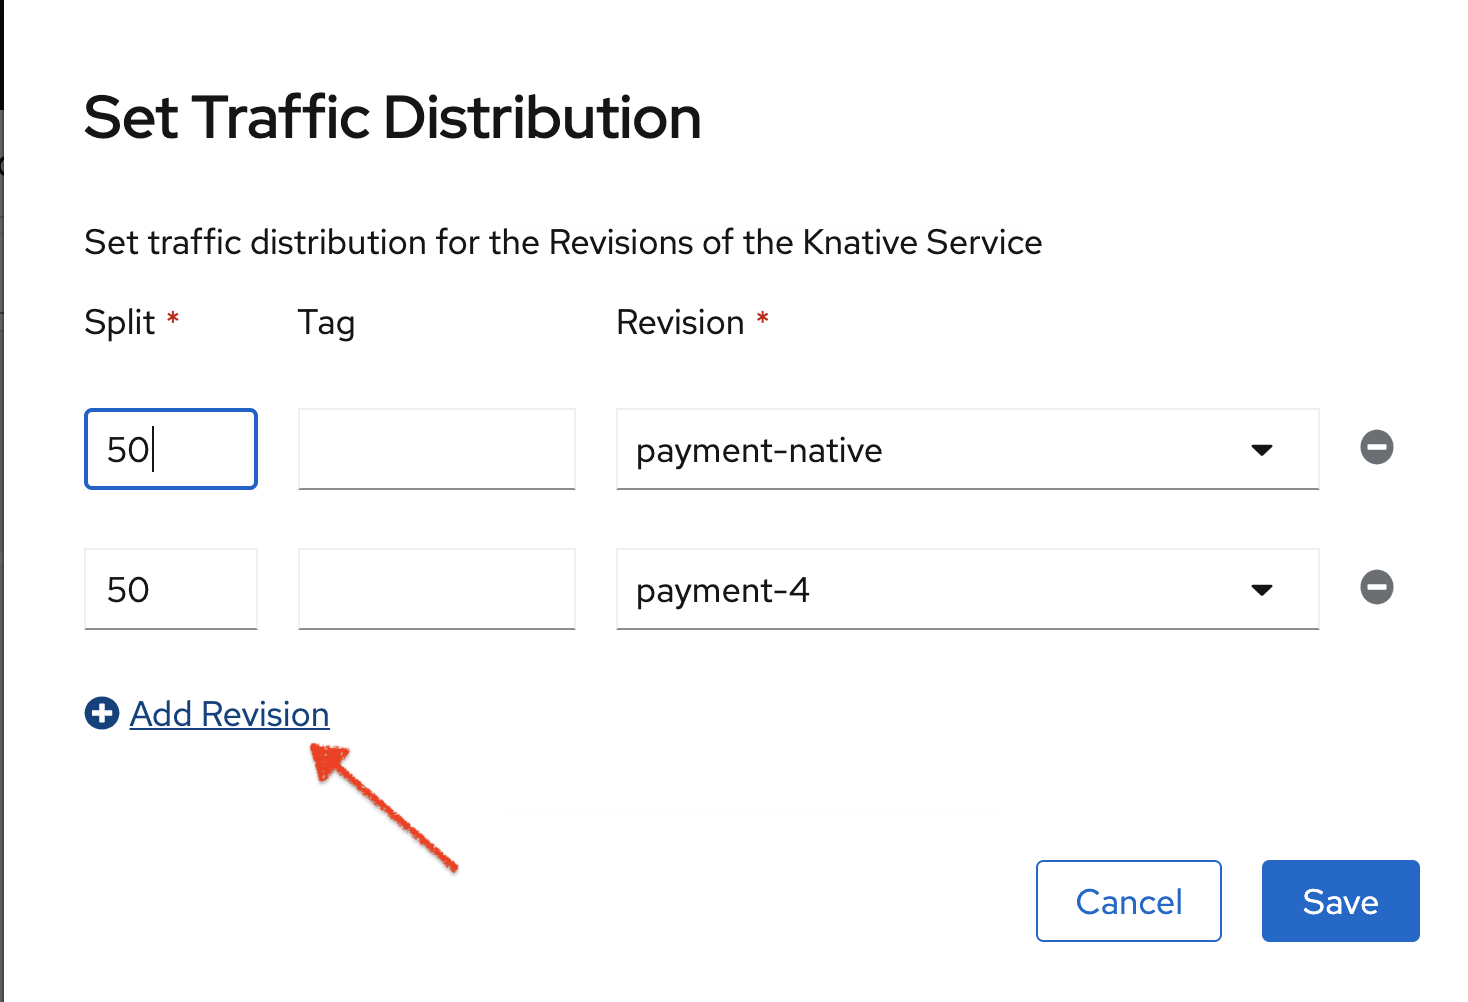 Set Traffic Distribution
Set traffic distribution for the Revisions of the Knative Service
Split * Tag Revision *
50 payment-native
50 payment-4
Add Revision
Cancel Save